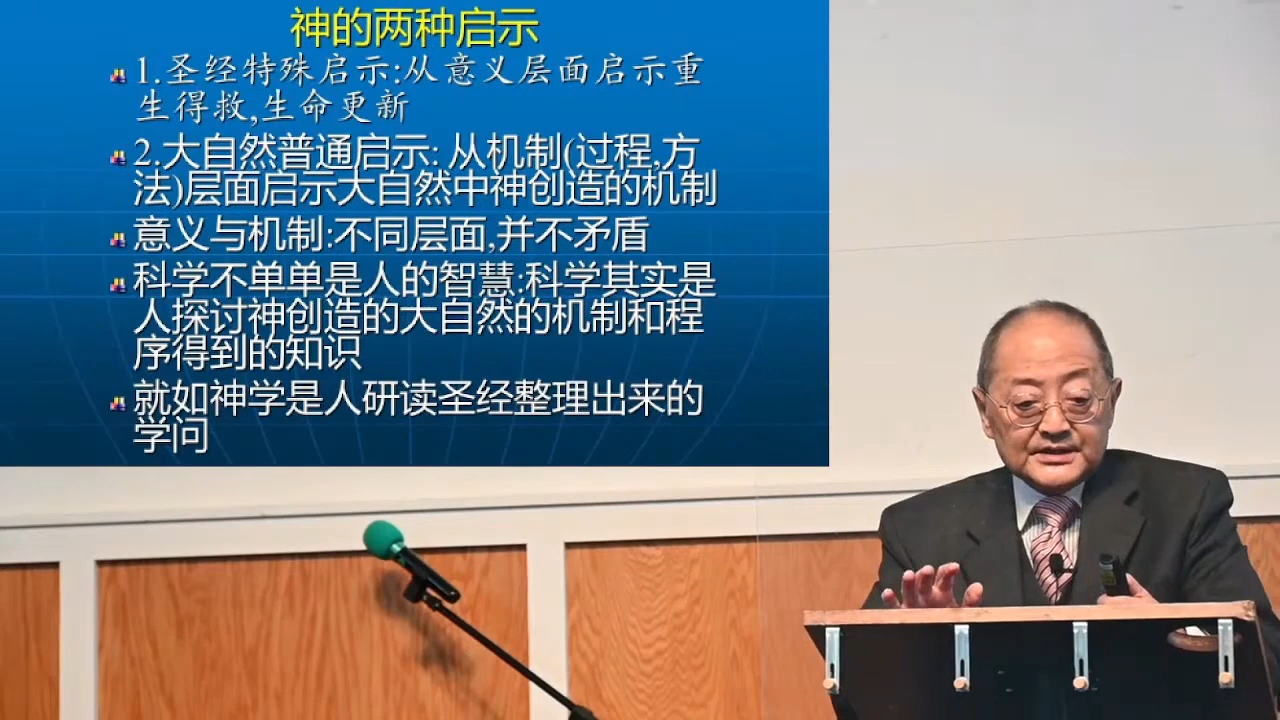 神的两种启示
1.圣经特殊启示:从意义层面启示重
生得救,生命更新
2.大自然普通启示: 从机制(过程,方
法)层面启示大自然中神创造的机制
意义与机制:不同层面,并不矛盾
科学不单单是人的智慧:科学其实是
人探讨神创造的大自然的机制和程
序得到的知识
就如神学是人研读圣经整理出来的
学问